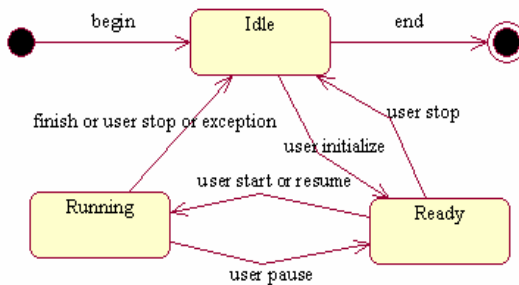 begin
Idle
end
finish or user stop or exception
user stop
user initialize
user start or resume
Running
Ready
user pause